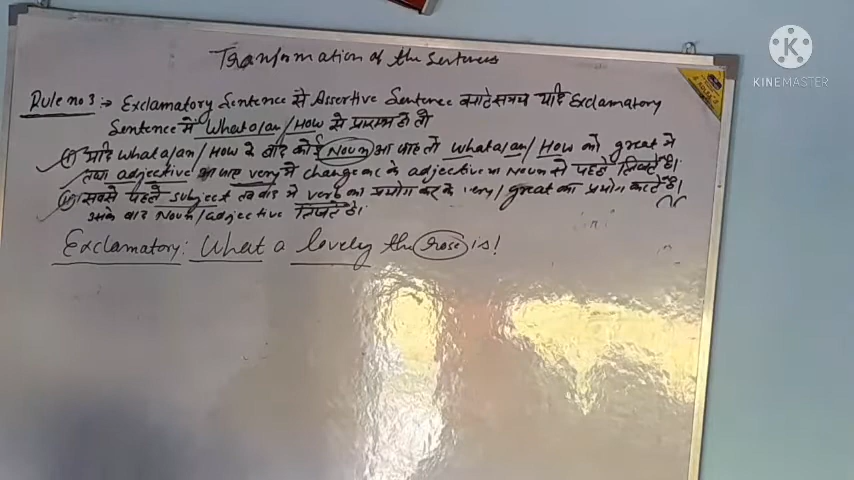 Transformation of the Sentences
Rule no 3:→ Exclamatory Sentence से Assertive Sentence बनाते समय यदि Exclamatory
Sentence में What a/an/How से प्रारम्भ हो तो
(i) यदि What a/an/How के बाद कोई Noun आ जाए तो What a/an/How को great में
तथा adjective आ जाए very में change कर के adjective या Noun से पहले लिखते है।
(ii) सबसे पहले subject तब बाद में verb का प्रयोग कर के very/great का प्रयोग करते है।
उसके बाद Noun/adjective लिखते है।
Exclamatory: What a lovely the rose is!
KINEMASTER